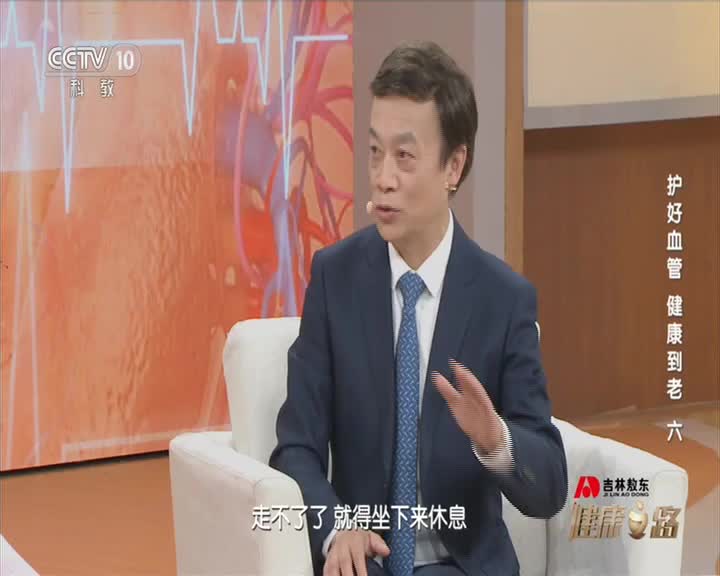 CCTV 10
科教
护好血管 健康到老 六
吉林敖东
JI LIN AO DONG
健康之路
走不了了 就得坐下来休息